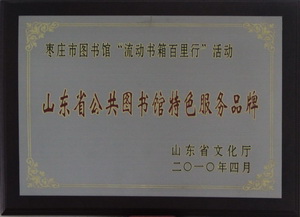 枣庄市图书馆“流动书箱百里行”活动
山东省公共图书馆特色服务品牌
山东省文化厅
二〇一〇年四月